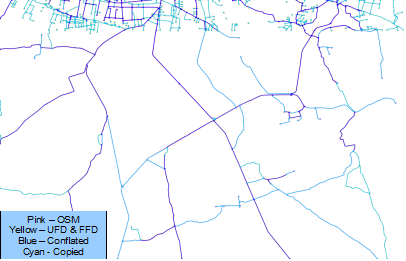 Pink – OSM
Yellow – UFD & FFD
Blue – Conflated
Cyan - Copied